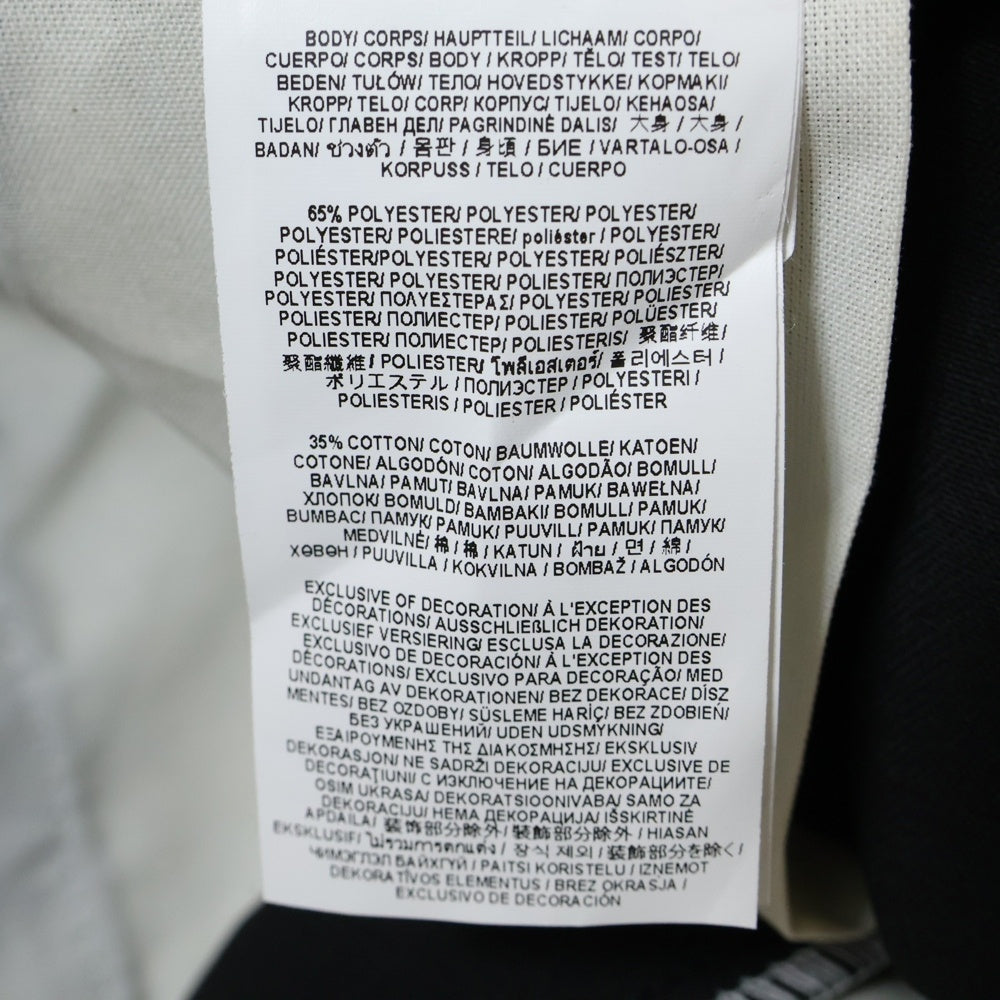 BODY/ CORPS/ HAUPTTEIL/ LICHAAM/ CORPO/
CUERPO/ CORPS/ BODY / KROPP/ TĚLO/ TEST/ TELO/
BEDEN/ TUŁÓW/ ТЕЛО/ HOVEDSTYKKE/ ΚΟΡΜΑΚΙ/
KROPP/ TELO/ CORP/ КОРПУС/ TIJELO/ KEHAOSA/
TIJELO/ ГЛАВЕН ДЕЛ/ PAGRINDINĖ DALIS/ 大身 / 大身 /
BADAN/ ช่วงตัว / 몸판 / 身頃 / БИЕ / VARTALO-OSA /
KORPUSS / TELO / CUERPO
65% POLYESTER/ POLYESTER/ POLYESTER/
POLYESTER/ POLIESTERE/ poliéster / POLYESTER/
POLIÉSTER/POLYESTER/ POLYESTER/ POLIÉSZTER/
POLYESTER/ POLYESTER/ POLIESTER/ ПОЛИЭСТЕР/
POLYESTER/ ΠΟΛΥΕΣΤΕΡΑΣ/ POLYESTER/ POLIESTER/
POLIESTER/ ПОЛИЕСТЕР/ POLIESTER/ POLÜESTER/
POLIESTER/ ПОЛИЕСТЕР/ POLIESTERIS/ 聚酯纤维/
聚酯纖維/ POLIESTER/ โพลีเอสเตอร์/ 폴리에스터 /
ポリエステル / ПОЛИЭСТЕР / POLYESTERI /
POLIESTERIS / POLIESTER / POLIÉSTER
35% COTTON/ COTON/ BAUMWOLLE/ KATOEN/
COTONE/ ALGODÓN/ COTON/ ALGODÃO/ BOMULL/
BAVLNA/ PAMUT/ BAVLNA/ PAMUK/ BAWEŁNA/
ХЛОПОК/ BOMULD/ ΒΑΜΒΑΚΙ/ BOMULL/ PAMUK/
BUMBAC/ ПАМУК/ PAMUK/ PUUVILL/ PAMUK/ ПАМУК/
MEDVILNĖ/ 棉 / 棉 / KATUN / ฝ้าย / 면 / 綿 /
ХӨВӨН / PUUVILLA / KOKVILNA / BOMBAŽ / ALGODÓN
EXCLUSIVE OF DECORATION/ À L'EXCEPTION DES
DÉCORATIONS/ AUSSCHLIEßLICH DEKORATION/
EXCLUSIEF VERSIERING/ ESCLUSA LA DECORAZIONE/
EXCLUSIVO DE DECORACIÓN/ À L'EXCEPTION DES
DÉCORATIONS/ EXCLUSIVO PARA DECORAÇÃO/ MED
UNDANTAG AV DEKORATIONEN/ BEZ DEKORACE/ DÍSZ
MENTES/ BEZ OZDOBY/ SÜSLEME HARİÇ/ BEZ ZDOBIEŃ/
БЕЗ УКРАШЕНИЙ/ UDEN UDSMYKNING/
ΕΞΑΙΡΟΥΜΕΝΗΣ ΤΗΣ ΔΙΑΚΟΣΜΗΣΗΣ/ EKSKLUSIV
DEKORASJON/ NE SADRŽI DEKORACIJU/ EXCLUSIVE DE
DECORAŢIUNI/ С ИЗКЛЮЧЕНИЕ НА ДЕКОРАЦИИТЕ/
OSIM UKRASA/ DEKORATSIOONIVABA/ SAMO ZA
DEKORACIJU/ НЕМА ДЕКОРАЦИЈА/ IŠSKIRTINĖ
APDAILA/ 装饰部分除外/ 裝飾部分除外 / HIASAN
EKSKLUSIF/ ไม่รวมการตกแต่ง / 장식 제외 / 装飾部分を除く/
ЧИМЭГЛЭЛ БАЙХГҮЙ / PAITSI KORISTELU / IZŅEMOT
DEKORATĪVOS ELEMENTUS / BREZ OKRASJA /
EXCLUSIVO DE DECORACIÓN